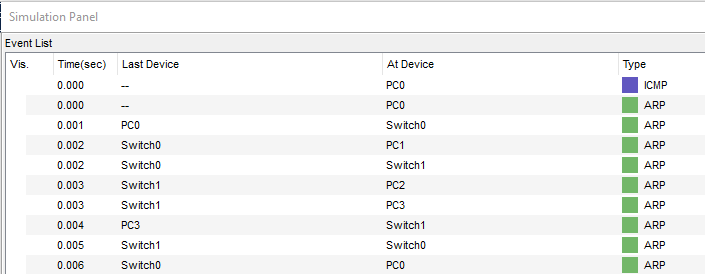 Simulation Panel
Event List
Vis. Time(sec) Last Device At Device Type
0.000 -- PC0 ICMP
0.000 -- PC0 ARP
0.001 PC0 Switch0 ARP
0.002 Switch0 PC1 ARP
0.002 Switch0 Switch1 ARP
0.003 Switch1 PC2 ARP
0.003 Switch1 PC3 ARP
0.004 PC3 Switch1 ARP
0.005 Switch1 Switch0 ARP
0.006 Switch0 PC0 ARP